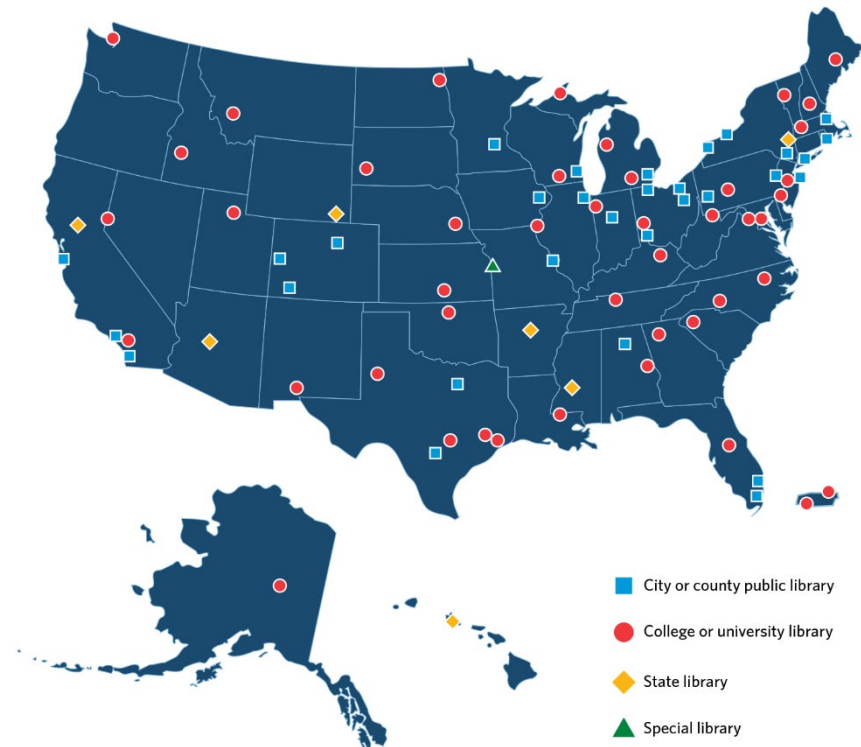 City or county public library
College or university library
State library
Special library